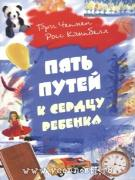 Гэри Чепмен
Росс Кэмпбелл
ПЯТЬ
ПУТЕЙ
К СЕРДЦУ
РЕБЕНКА